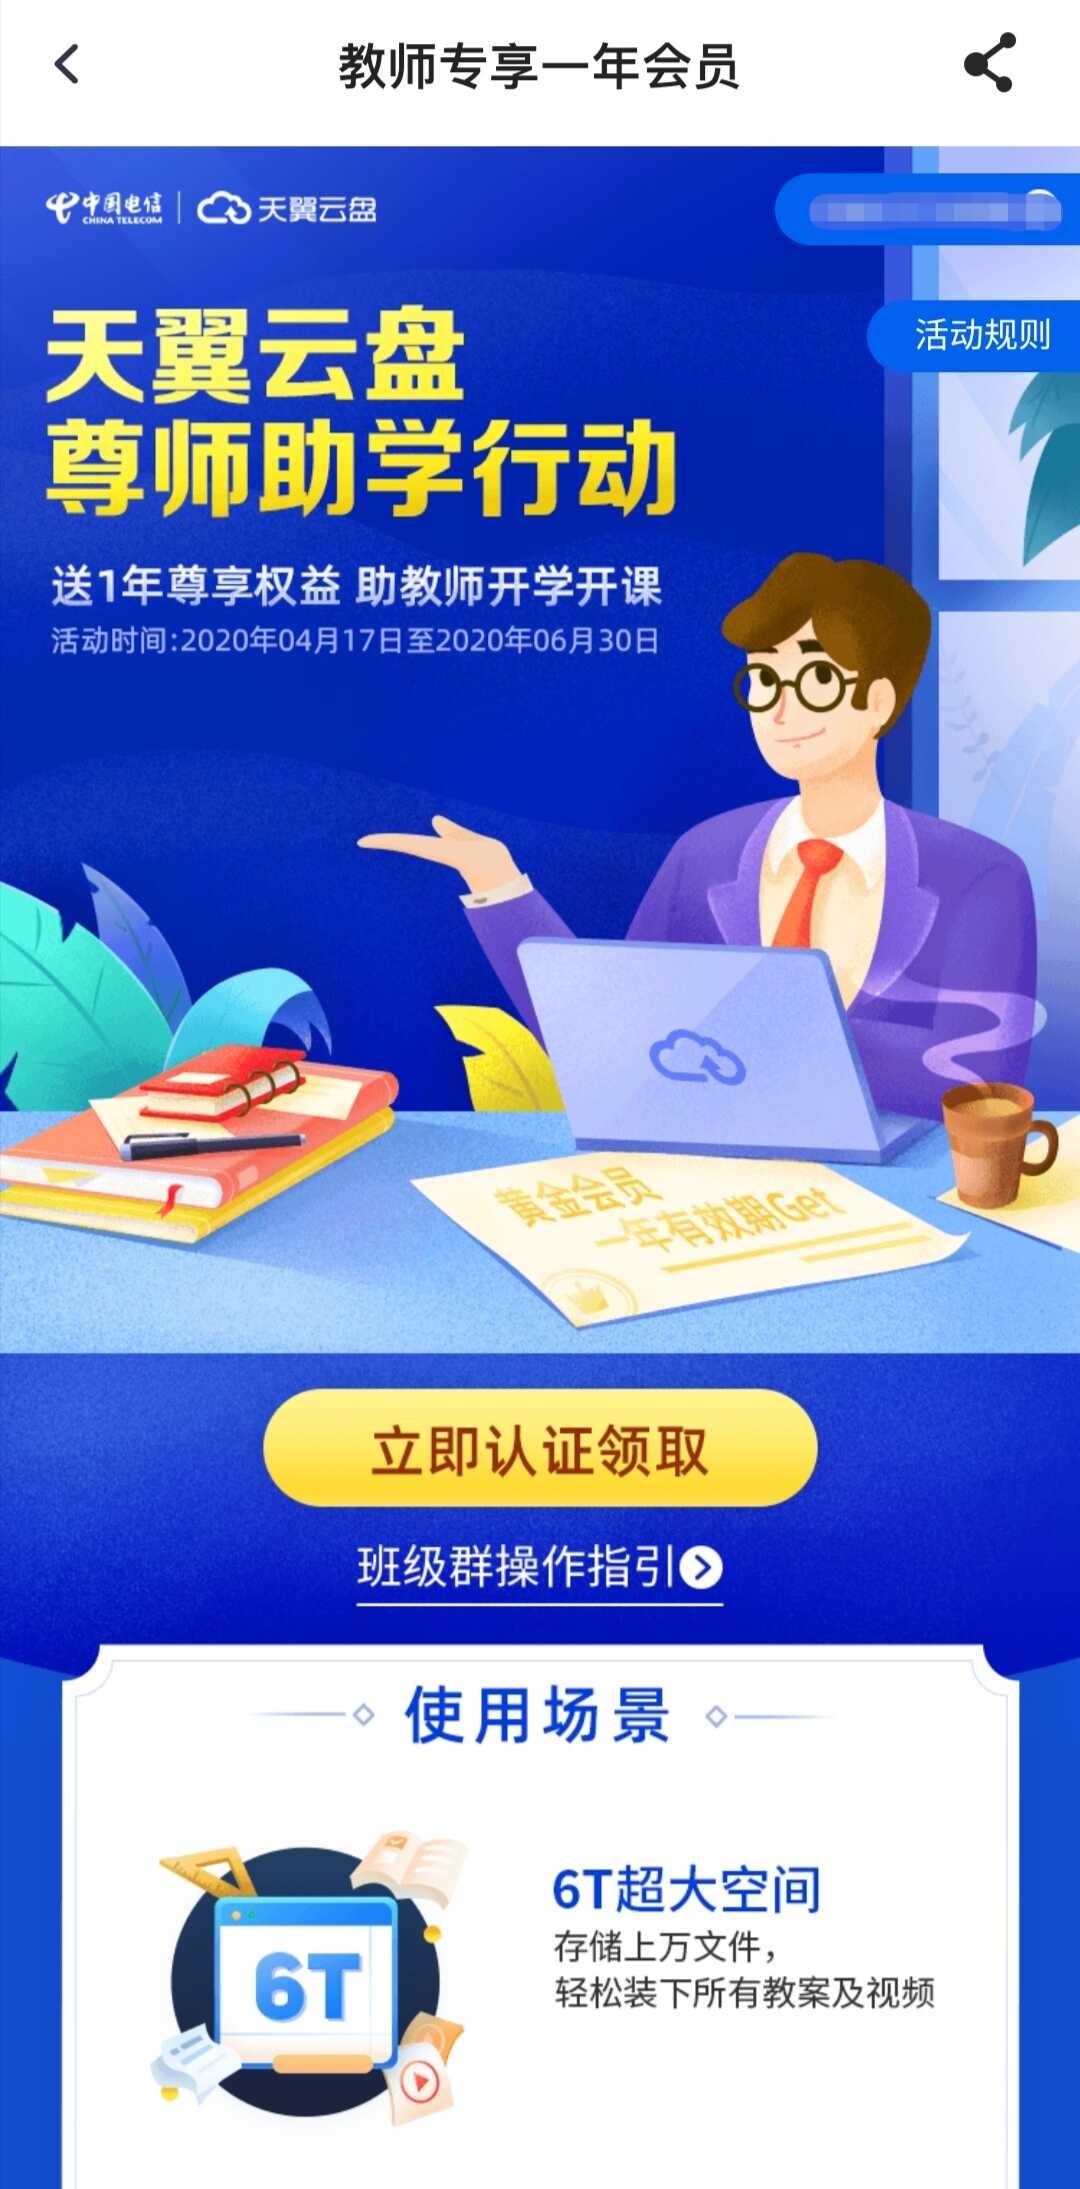 教师专享一年会员
中国电信
CHINA TELECOM
天翼云盘
活动规则
天翼云盘
尊师助学行动
送1年尊享权益 助教师开学开课
活动时间:2020年04月17日至2020年06月30日
黄金会员
一年有效期Get
立即认证领取
班级群操作指引
使用场景
6T
6T超大空间
存储上万文件，
轻松装下所有教案及视频